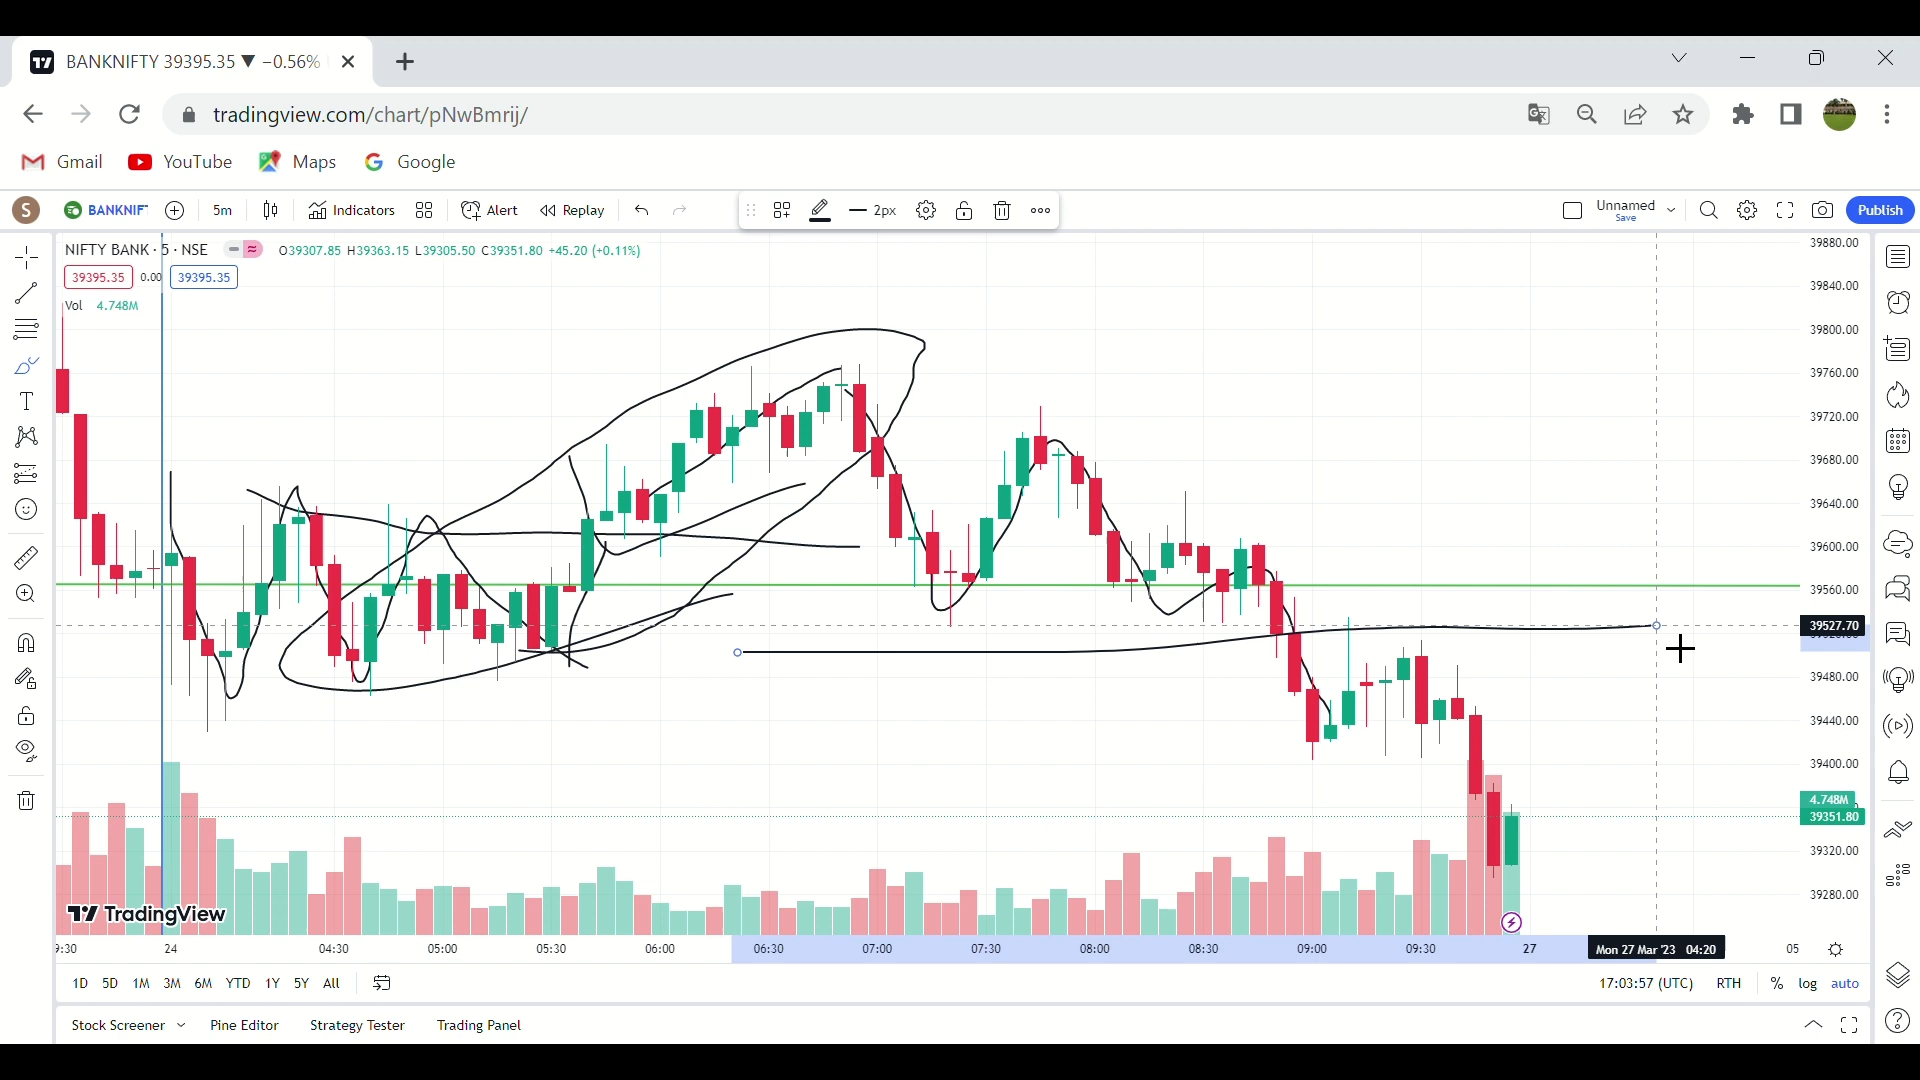 BANKNIFTY 39395.35 ▼ −0.56%
tradingview.com/chart/pNwBmrij/
Gmail YouTube Maps Google
S BANKNIF 5m Indicators Alert Replay 2px Unnamed Save Publish
NIFTY BANK · 5 · NSE O39307.85 H39363.15 L39305.50 C39351.80 +45.20 (+0.11%)
39395.35 0.00 39395.35
Vol 4.748M
39880.00
39840.00
39800.00
39760.00
39720.00
39680.00
39640.00
39600.00
39560.00
39527.70
39480.00
39440.00
39400.00
4.748M
39351.80
39320.00
39280.00
TradingView
9:30 24 04:30 05:00 05:30 06:00 06:30 07:00 07:30 08:00 08:30 09:00 09:30 27 Mon 27 Mar '23 04:20 05
1D 5D 1M 3M 6M YTD 1Y 5Y All 17:03:57 (UTC) RTH % log auto
Stock Screener Pine Editor Strategy Tester Trading Panel